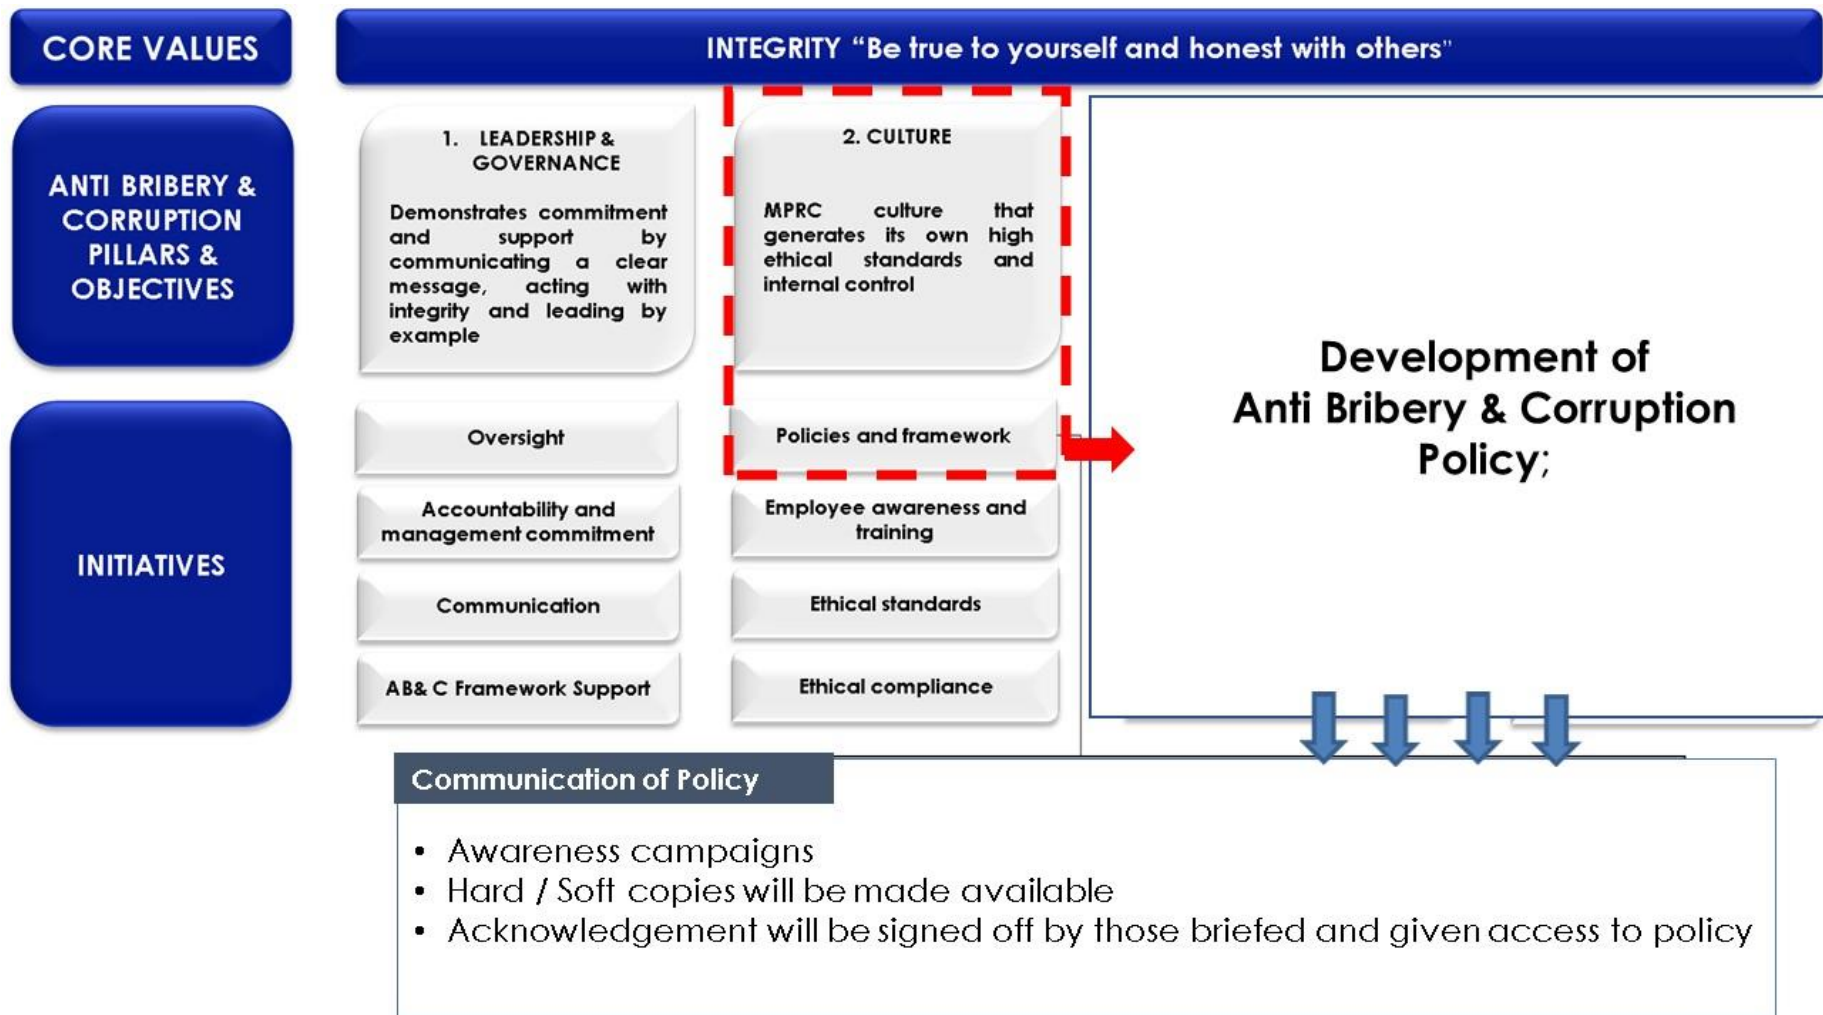 CORE VALUES
INTEGRITY “Be true to yourself and honest with others”
ANTI BRIBERY &
CORRUPTION
PILLARS &
OBJECTIVES
1. LEADERSHIP &
GOVERNANCE
Demonstrates commitment
and support by
communicating a clear
message, acting with
integrity and leading by
example
2. CULTURE
MPRC culture that
generates its own high
ethical standards and
internal control
Development of
Anti Bribery & Corruption
Policy;
INITIATIVES
Oversight
Accountability and
management commitment
Communication
AB& C Framework Support
Policies and framework
Employee awareness and
training
Ethical standards
Ethical compliance
Communication of Policy
• Awareness campaigns
• Hard / Soft copies will be made available
• Acknowledgement will be signed off by those briefed and given access to policy